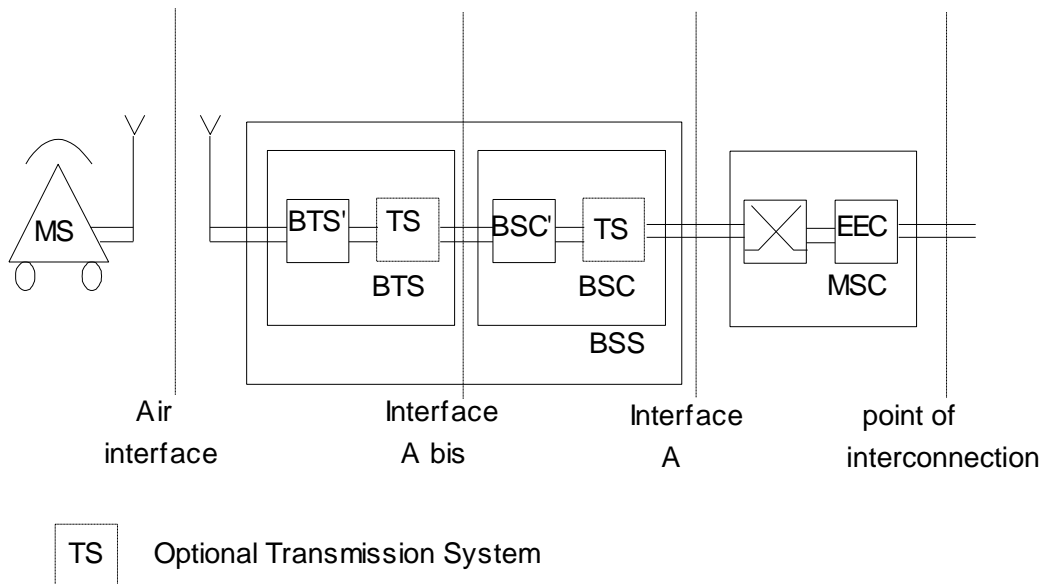 MS
BTS'
TS
BTS
BSC'
TS
BSC
BSS
EEC
MSC
Air
interface
Interface
A bis
Interface
A
point of
interconnection
TS Optional Transmission System